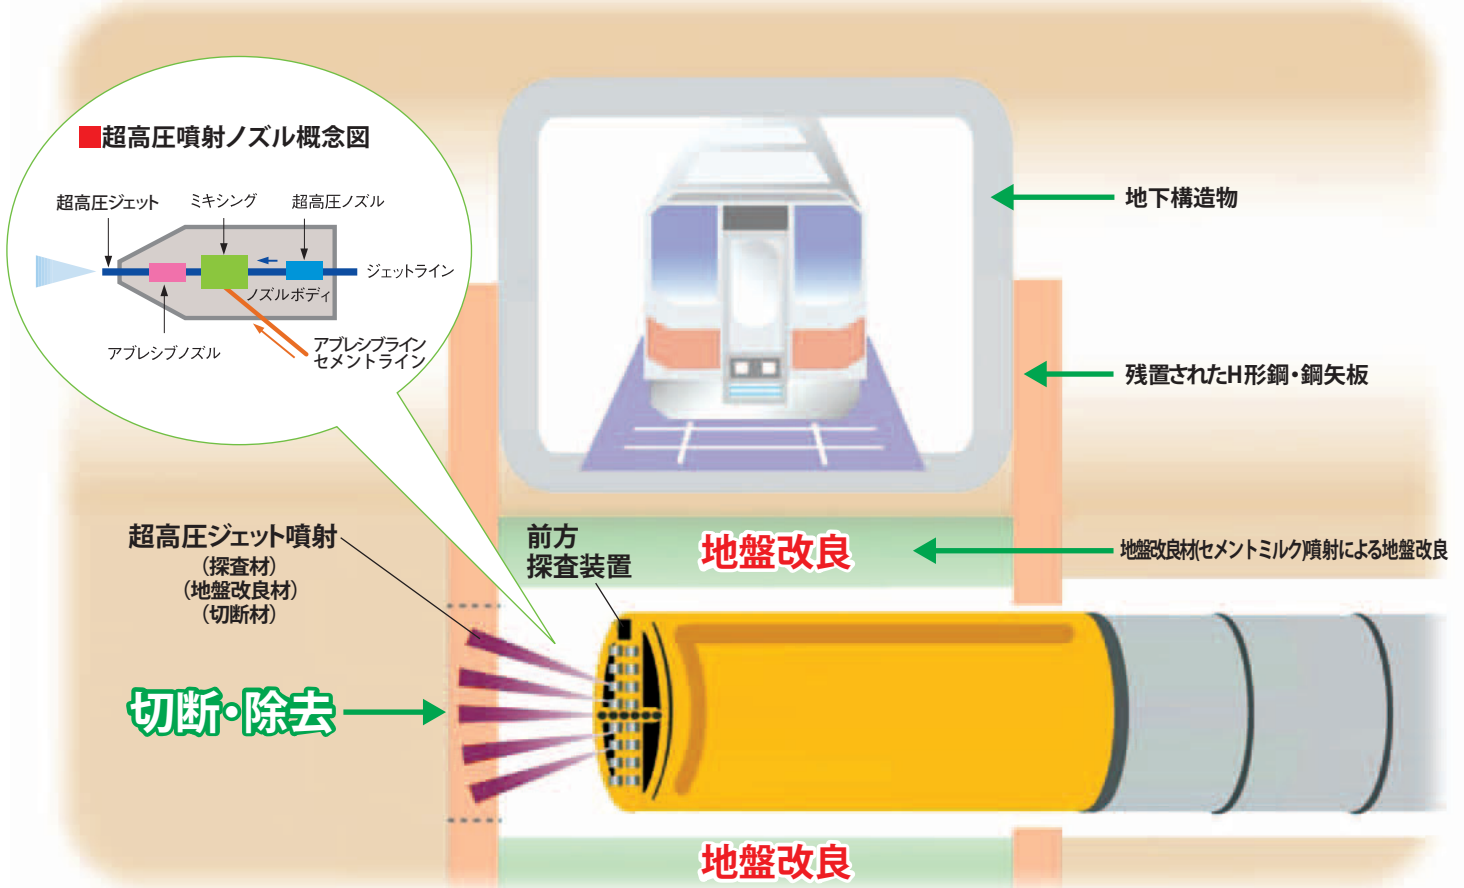 ■超高圧噴射ノズル概念図
超高圧ジェット
ミキシング
超高圧ノズル
ジェットライン
ノズルボディ
アブレシブノズル
アブレシブライン
セメントライン
地下構造物
残置されたH形鋼・鋼矢板
超高圧ジェット噴射
(探査材)
(地盤改良材)
(切断材)
前方
探査装置
地盤改良
地盤改良材(セメントミルク)噴射による地盤改良
切断・除去
地盤改良